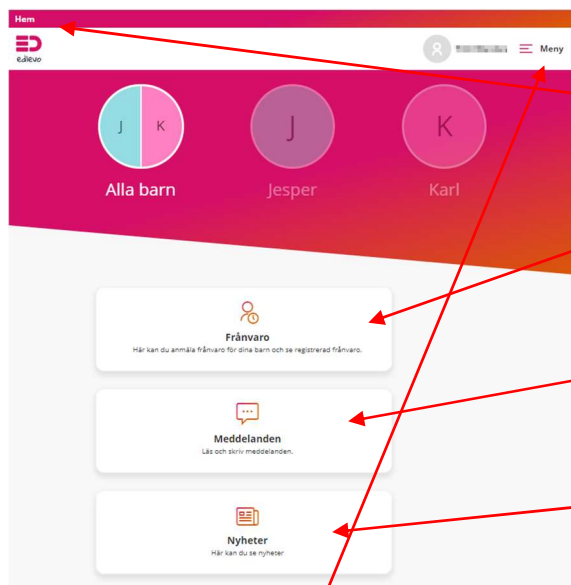 Hem
edlevo
Meny
J K
J
K
Alla barn
Jesper
Karl
Frånvaro
Här kan du anmäla frånvaro för dina barn och se registrerad frånvaro.
Meddelanden
Läs och skriv meddelanden.
Nyheter
Här kan du se nyheter